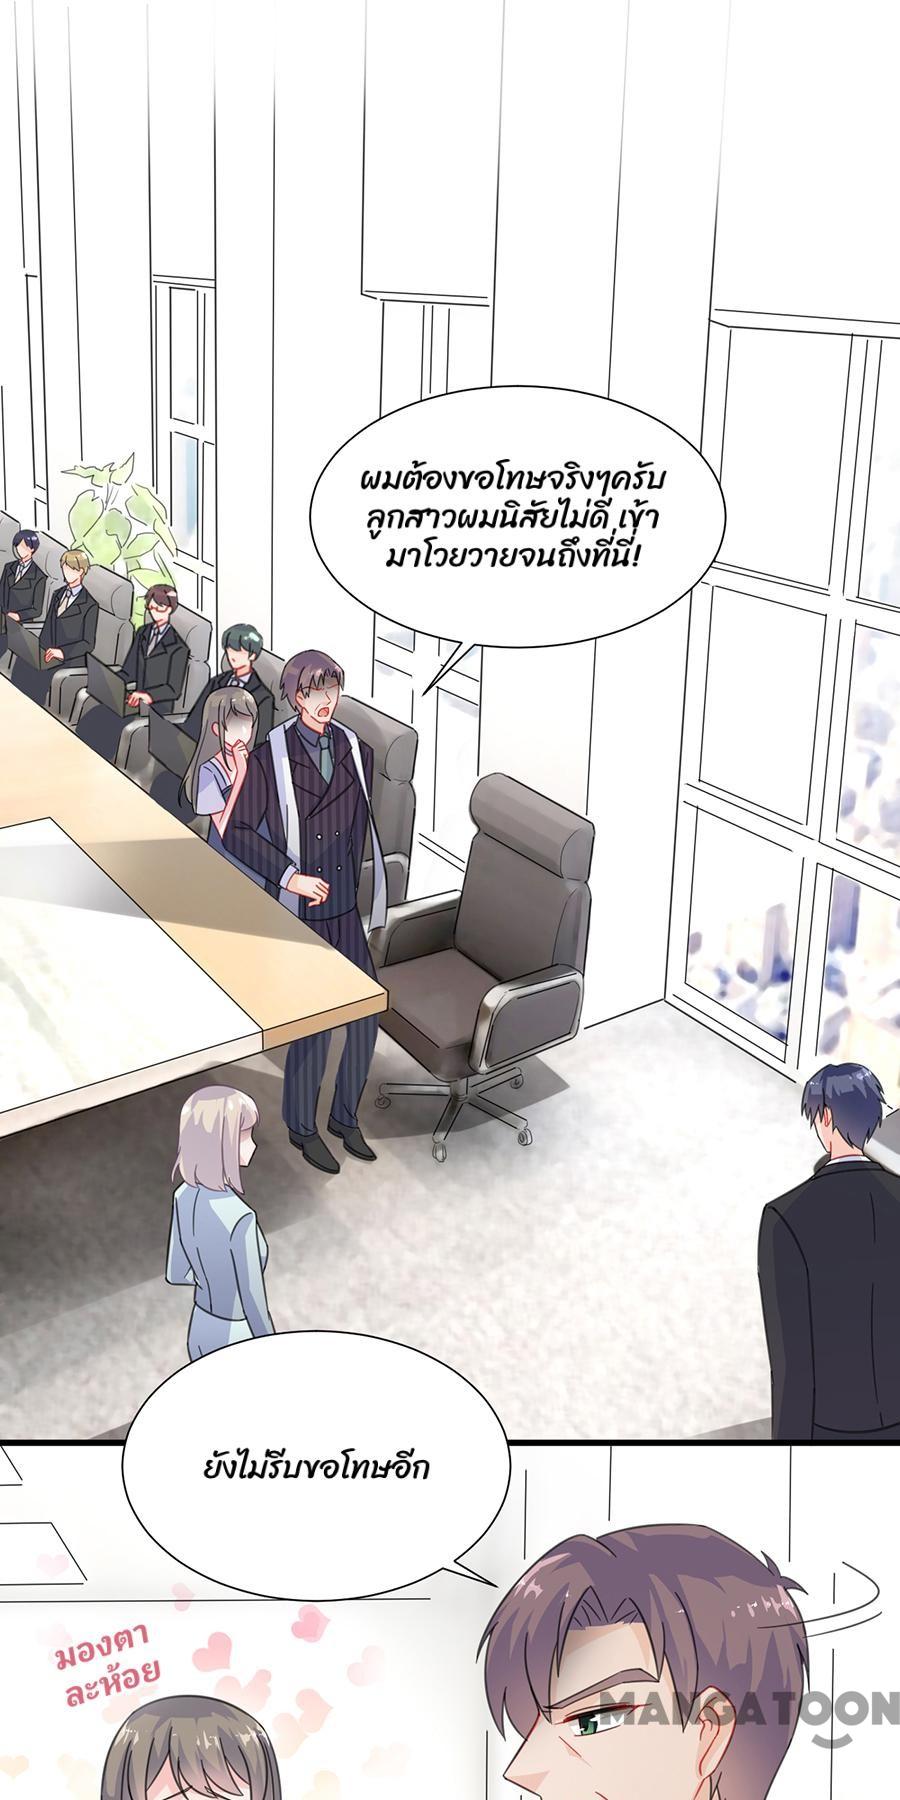 ผมต้องขอโทษจริงๆครับ
ลูกสาวผมนิสัยไม่ดี เข้า
มาโวยวายจนถึงที่นี่!
ยังไม่รีบขอโทษอีก
มองตา
ละห้อย
MANGATOON